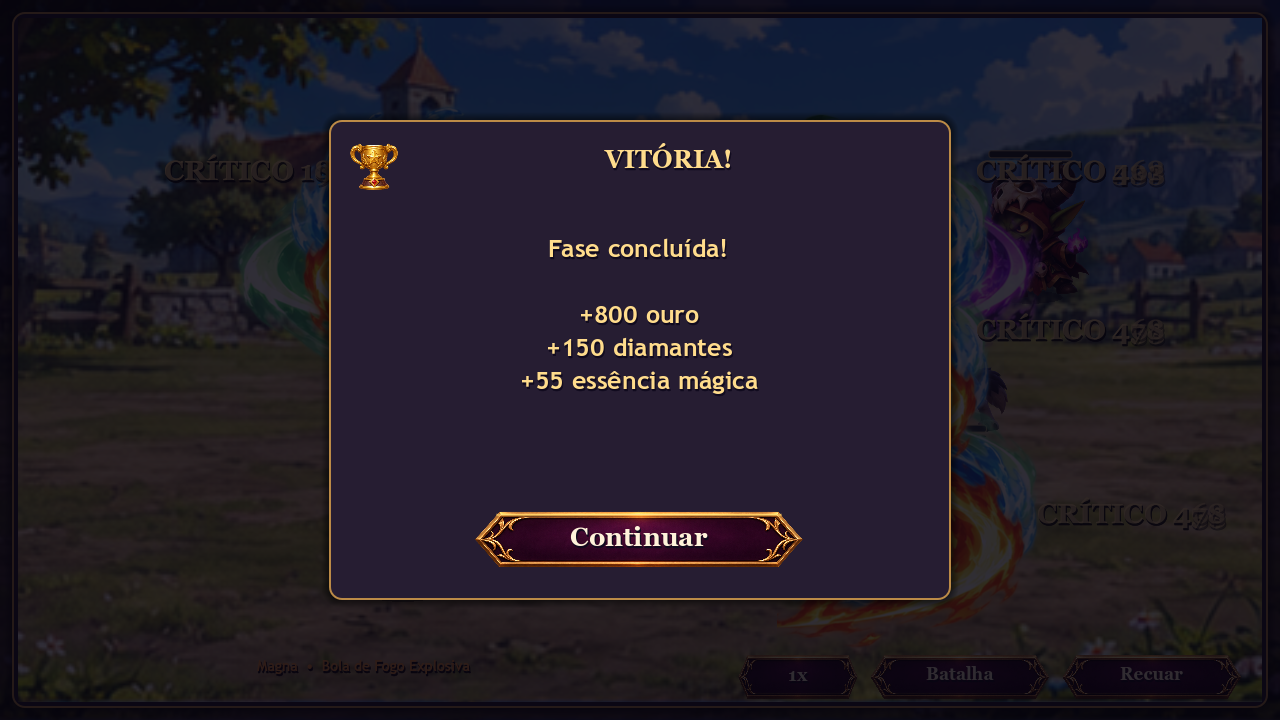 VITÓRIA!
Fase concluída!
+800 ouro
+150 diamantes
+55 essência mágica
Continuar
CRÍTICO
CRÍTICO
CRÍTICO
CRÍTICO
Magna • Bola de Fogo Explosiva
1x
Batalha
Recuar